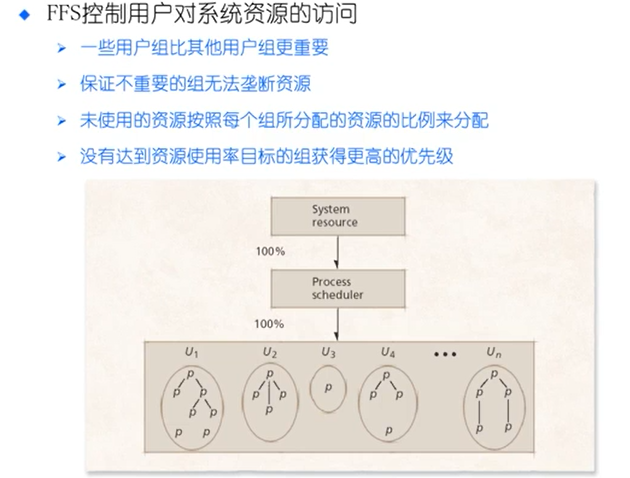 FFS控制用户对系统资源的访问
一些用户组比其他用户组更重要
保证不重要的组无法垄断资源
未使用的资源按照每个组所分配的资源的比例来分配
没有达到资源使用率目标的组获得更高的优先级
System
resource
100%
Process
scheduler
100%
U1 U2 U3 U4 ••• Un
p p p p
p p p p p p p p p
p p p
p p p p p